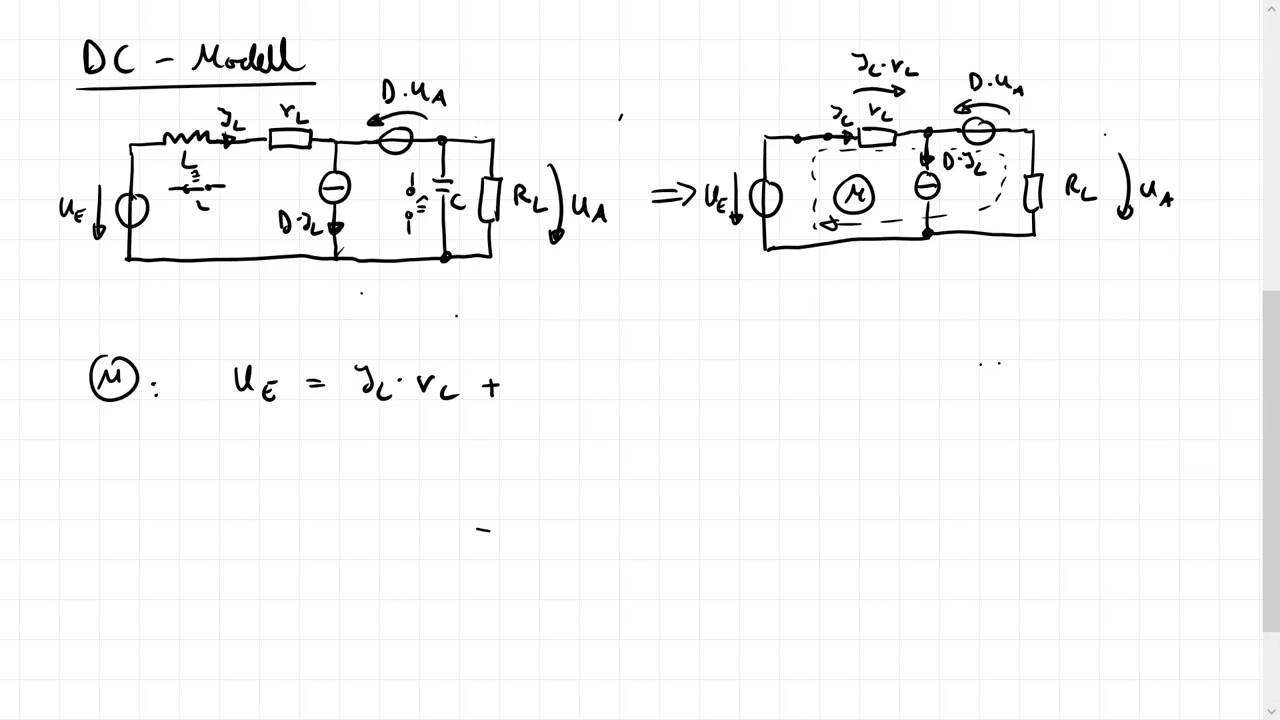 DC - Modell
D·U_A
J_L
r_L
L
U_E
D·J_L
C
R_L
U_A
=>
J_L·r_L
D·U_A
J_L
r_L
D·J_L
U_E
M
R_L
U_A
M : U_E = J_L · r_L +
-